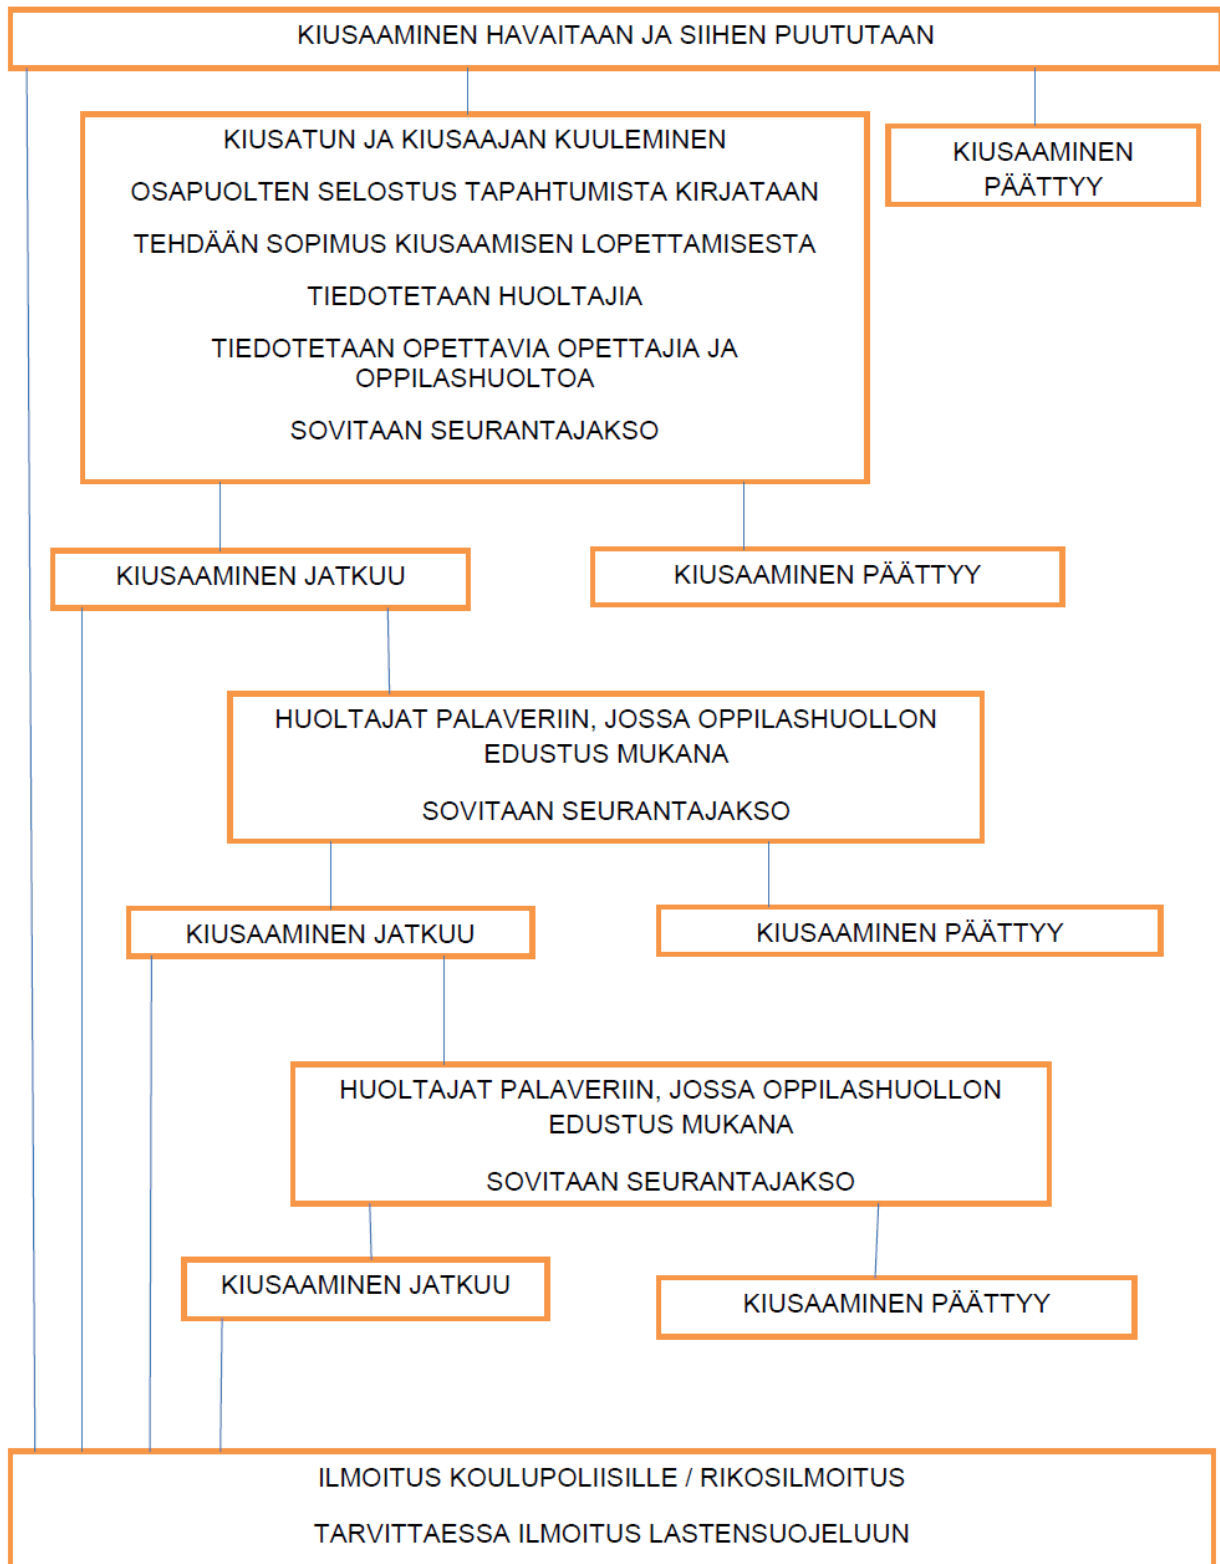 KIUSAAMINEN HAVAITAAN JA SIIHEN PUUTUTAAN
KIUSATUN JA KIUSAAJAN KUULEMINEN
OSAPUOLTEN SELOSTUS TAPAHTUMISTA KIRJATAAN
TEHDÄÄN SOPIMUS KIUSAAMISEN LOPETTAMISESTA
TIEDOTETAAN HUOLTAJIA
TIEDOTETAAN OPETTAVIA OPETTAJIA JA
OPPILASHUOLTOA
SOVITAAN SEURANTAJAKSO
KIUSAAMINEN
PÄÄTTYY
KIUSAAMINEN JATKUU
KIUSAAMINEN PÄÄTTYY
HUOLTAJAT PALAVERIIN, JOSSA OPPILASHUOLLON
EDUSTUS MUKANA
SOVITAAN SEURANTAJAKSO
KIUSAAMINEN JATKUU
KIUSAAMINEN PÄÄTTYY
HUOLTAJAT PALAVERIIN, JOSSA OPPILASHUOLLON
EDUSTUS MUKANA
SOVITAAN SEURANTAJAKSO
KIUSAAMINEN JATKUU
KIUSAAMINEN PÄÄTTYY
ILMOITUS KOULUPOLIISILLE / RIKOSILMOITUS
TARVITTAESSA ILMOITUS LASTENSUOJELUUN